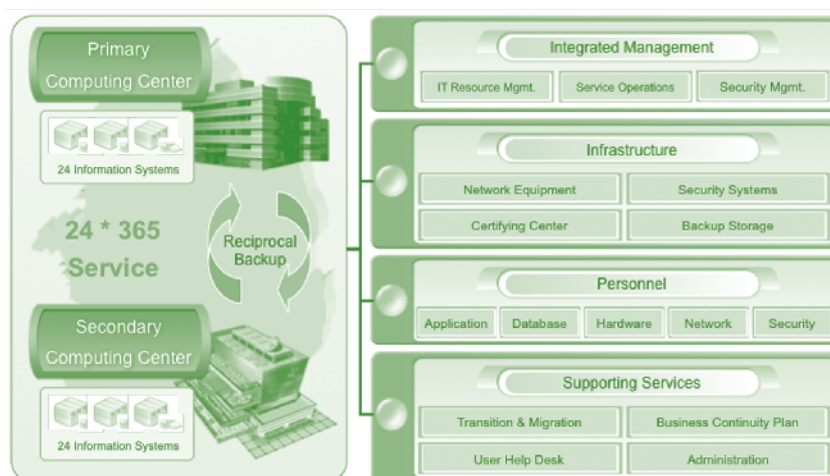 Primary
Computing Center
24 Information Systems
24 * 365
Service
Reciprocal
Backup
Secondary
Computing Center
24 Information Systems
Integrated Management
IT Resource Mgmt.
Service Operations
Security Mgmt.
Infrastructure
Network Equipment
Security Systems
Certifying Center
Backup Storage
Personnel
Application
Database
Hardware
Network
Security
Supporting Services
Transition & Migration
Business Continuity Plan
User Help Desk
Administration